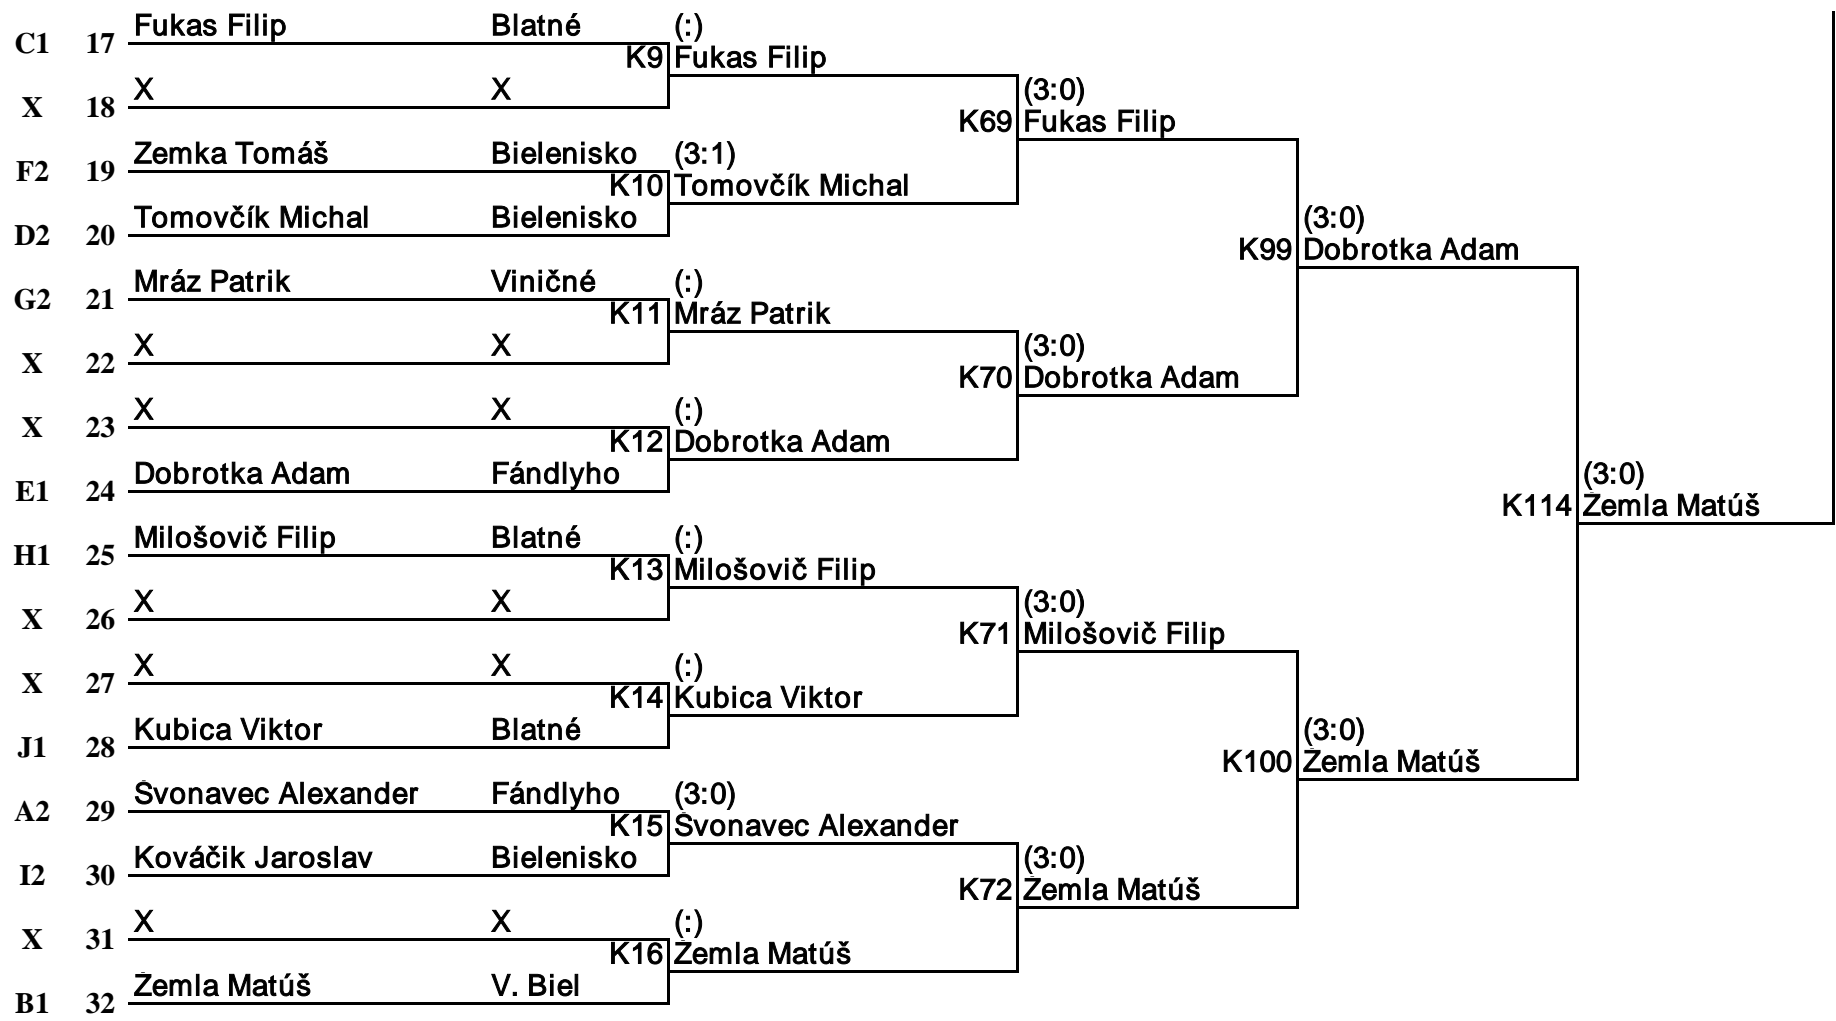 Fukas Filip Blatné (:)
C1 17 K9 Fukas Filip
X X (3:0)
X 18 K69 Fukas Filip
Zemka Tomáš Bielenisko (3:1)
F2 19 K10 Tomovčík Michal
Tomovčík Michal Bielenisko (3:0)
D2 20 K99 Dobrotka Adam
Mráz Patrik Viničné (:)
G2 21 K11 Mráz Patrik
X X (3:0)
X 22 K70 Dobrotka Adam
X X (:)
X 23 K12 Dobrotka Adam
Dobrotka Adam Fándlyho (3:0)
E1 24 K114 Žemla Matúš
Milošovič Filip Blatné (:)
H1 25 K13 Milošovič Filip
X X (3:0)
X 26 K71 Milošovič Filip
X X (:)
X 27 K14 Kubica Viktor
Kubica Viktor Blatné (3:0)
J1 28 K100 Žemla Matúš
Švonavec Alexander Fándlyho (3:0)
A2 29 K15 Švonavec Alexander
Kováčik Jaroslav Bielenisko (3:0)
I2 30 K72 Žemla Matúš
X X (:)
X 31 K16 Žemla Matúš
Žemla Matúš V. Biel
B1 32